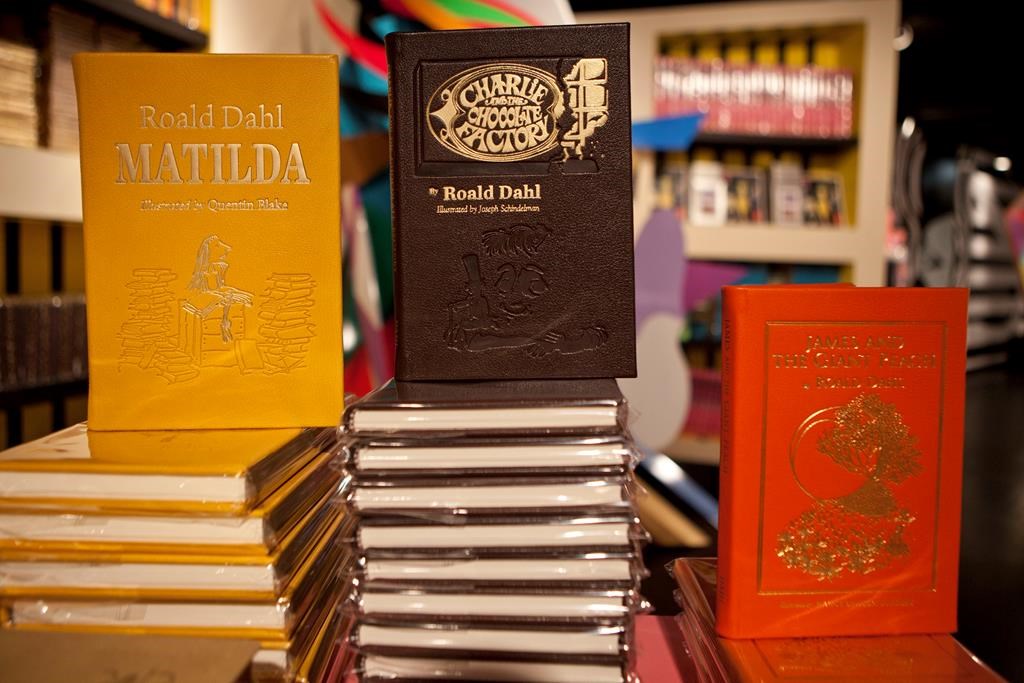 Roald Dahl
MATILDA
Illustrated by Quentin Blake
CHARLIE
AND THE
CHOCOLATE
FACTORY
By Roald Dahl
Illustrated by Joseph Schindelman
JAMES AND
THE GIANT PEACH
ROALD DAHL